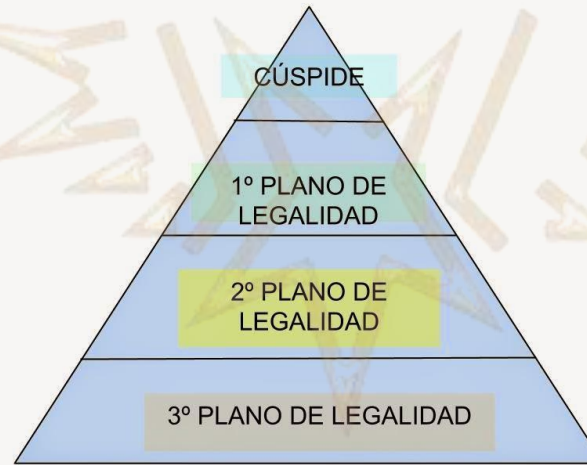 CÚSPIDE
1º PLANO DE
LEGALIDAD
2º PLANO DE
LEGALIDAD
3º PLANO DE LEGALIDAD